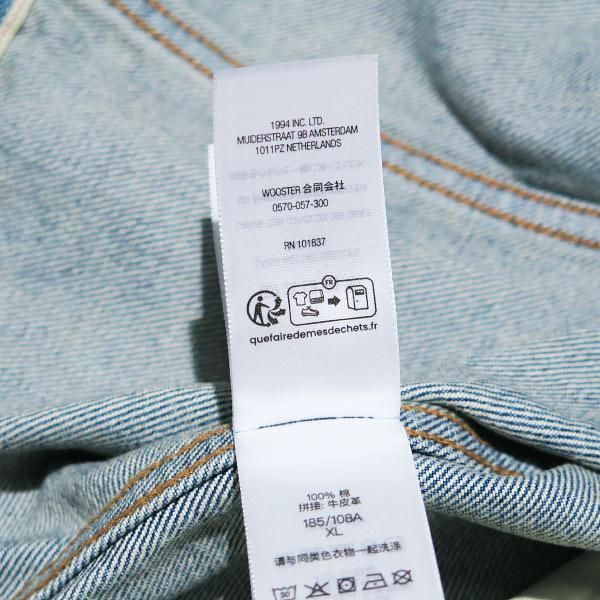 1994 INC. LTD.
MUIDERSTRAAT 9B AMSTERDAM
1011PZ NETHERLANDS
WOOSTER 合同会社
0570-057-300
RN 101837
FR
quefairedemesdechets.fr
100% 棉
拼接: 牛皮革
185/108A
XL
请与同类色衣物一起洗涤
30